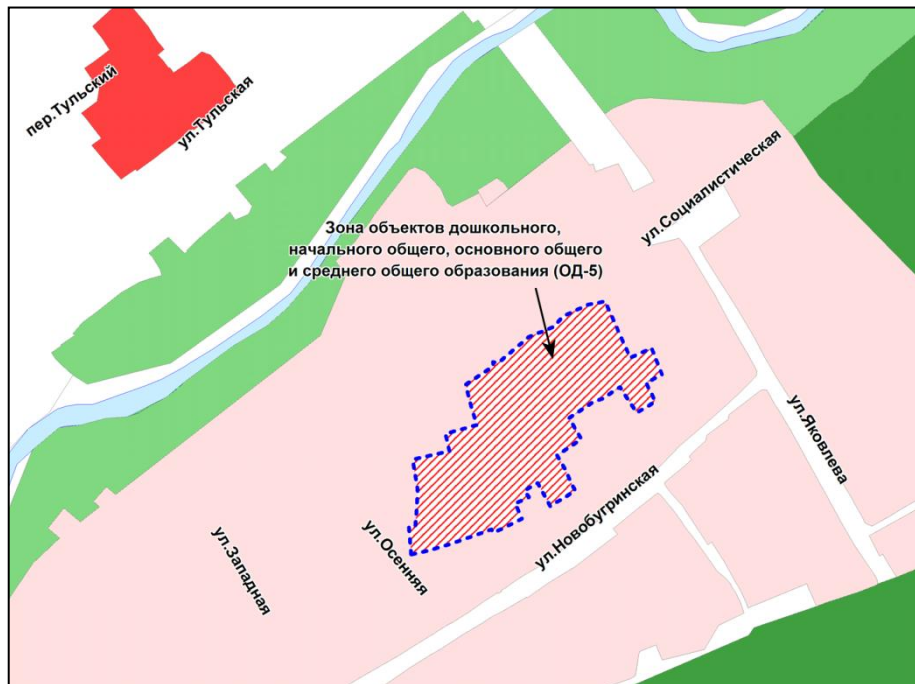 пер.Тульский
ул.Тульская
ул.Социалистическая
Зона объектов дошкольного,
начального общего, основного общего
и среднего общего образования (ОД-5)
ул.Яковлева
ул.Новобугринская
ул.Осенняя
ул.Западная